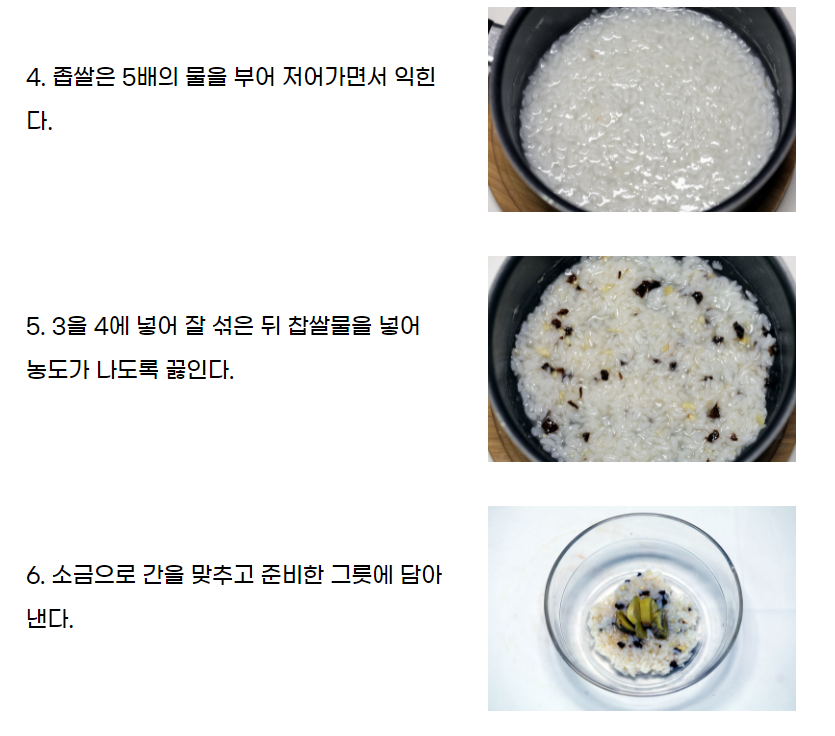 4. 좁쌀은 5배의 물을 부어 저어가면서 익힌
다.
5. 3을 4에 넣어 잘 섞은 뒤 찹쌀물을 넣어
농도가 나도록 끓인다.
6. 소금으로 간을 맞추고 준비한 그릇에 담아
낸다.